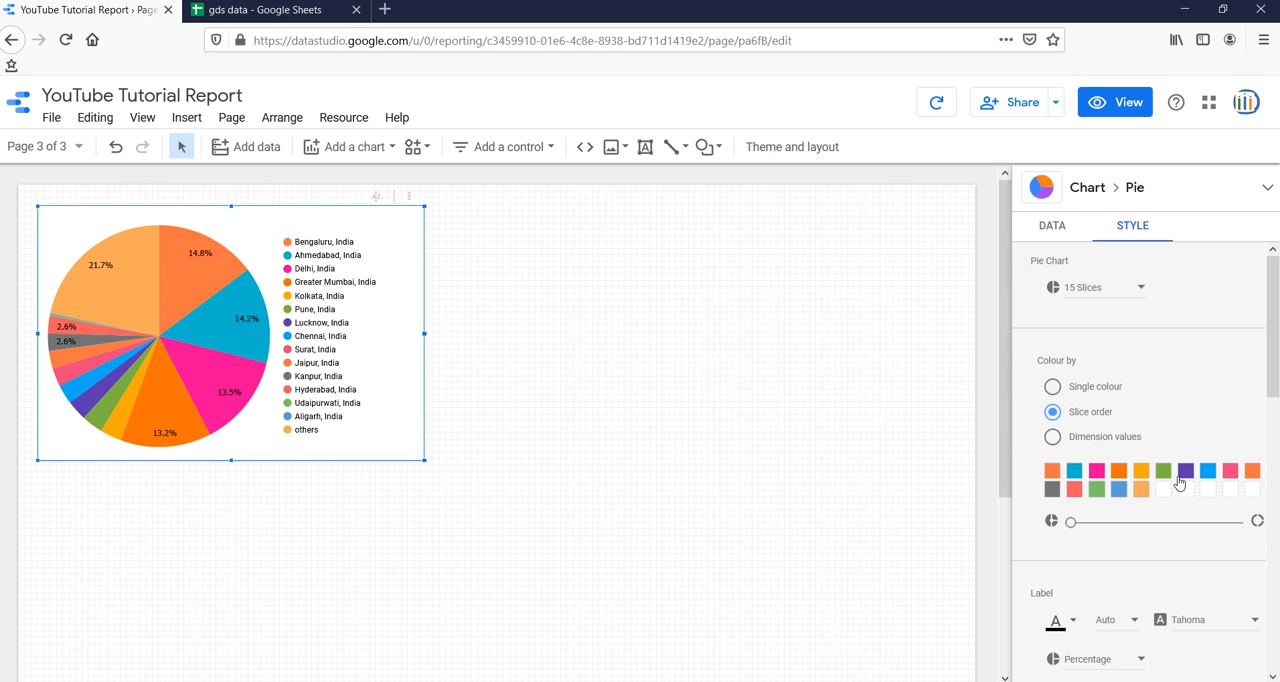 YouTube Tutorial Report › Page
gds data - Google Sheets
https://datastudio.google.com/u/0/reporting/c3459910-01e6-4c8e-8938-bd711d1419e2/page/pa6fB/edit
YouTube Tutorial Report
File Editing View Insert Page Arrange Resource Help
Share
View
Page 3 of 3 Add data Add a chart Add a control Theme and layout
Chart > Pie
DATA STYLE
Pie Chart
15 Slices
Colour by
Single colour
Slice order
Dimension values
Label
A Auto A Tahoma
Percentage
21.7%
14.8%
14.2%
13.5%
13.2%
2.6%
2.6%
Bengaluru, India
Ahmedabad, India
Delhi, India
Greater Mumbai, India
Kolkata, India
Pune, India
Lucknow, India
Chennai, India
Surat, India
Jaipur, India
Kanpur, India
Hyderabad, India
Udaipurwati, India
Aligarh, India
others